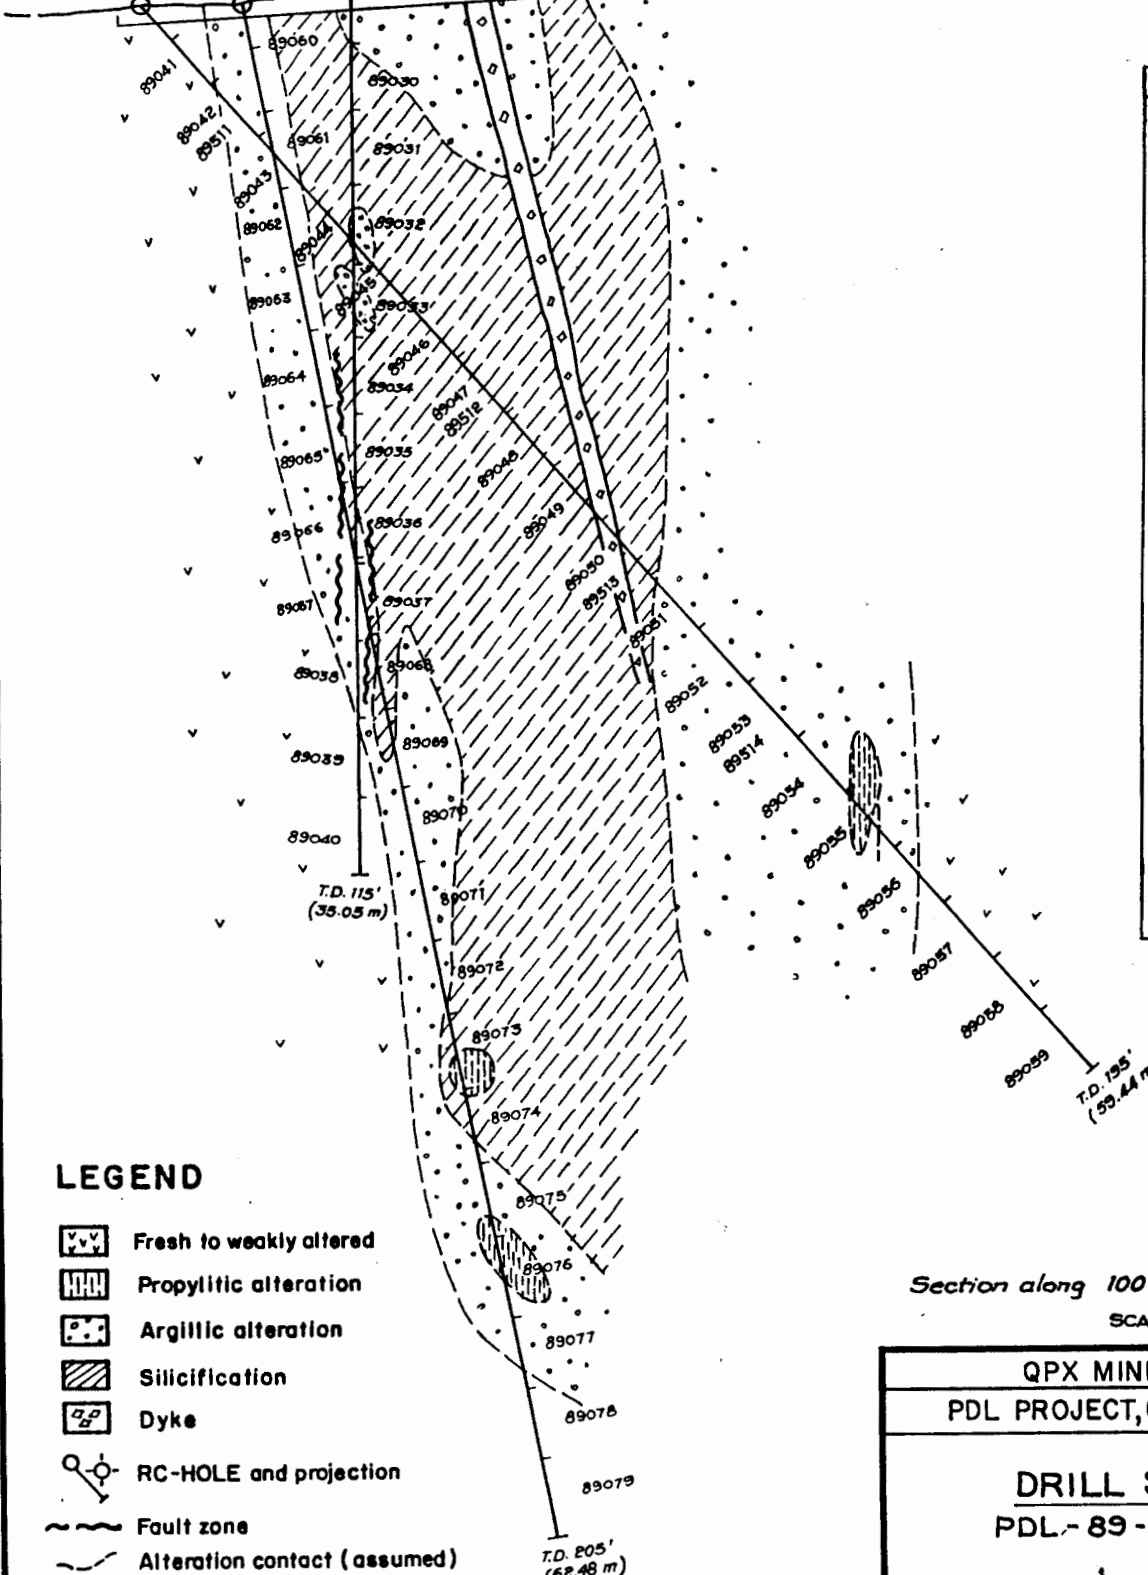 89060
89041
89030
89042,
89511
89061
89031
89043
89062
89044
89032
89063
89045
89033
89046
89064
89034
89047
89512
89065
89035
89048
89066
89036
89049
89067
89037
89050
89513
89051
89038
89068
89052
89039
89069
89053
89514
89070
89054
89040
89055
T.D. 115'
(35.05 m)
89071
89056
89072
89057
89073
89058
89074
89059
T.D. 195'
(59.44 m
89075
89076
89077
89078
89079
T.D. 205'
(62.48 m)
LEGEND
Fresh to weakly altered
Propylitic alteration
Argillic alteration
Silicification
Dyke
RC-HOLE and projection
Fault zone
Alteration contact (assumed)
Section along 100
SCA
QPX MIN
PDL PROJECT,
DRILL S
PDL-89-